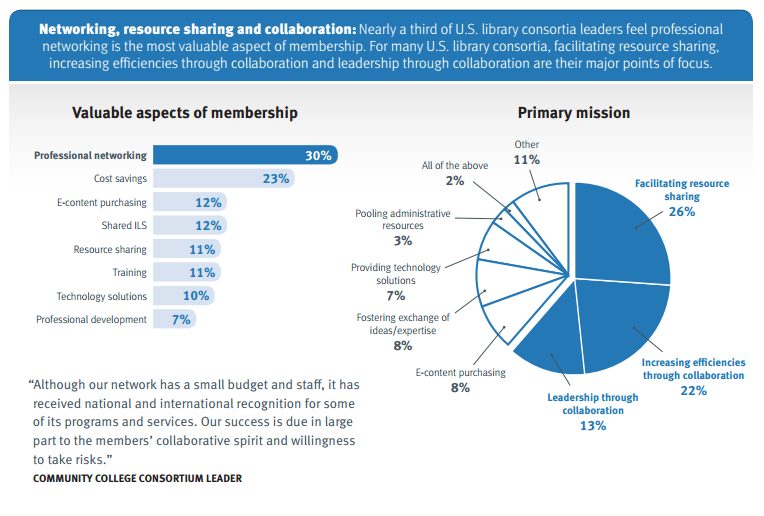 Networking, resource sharing and collaboration: Nearly a third of U.S. library consortia leaders feel professional
networking is the most valuable aspect of membership. For many U.S. library consortia, facilitating resource sharing,
increasing efficiencies through collaboration and leadership through collaboration are their major points of focus.
Valuable aspects of membership
Professional networking 30%
Cost savings 23%
E-content purchasing 12%
Shared ILS 12%
Resource sharing 11%
Training 11%
Technology solutions 10%
Professional development 7%
“Although our network has a small budget and staff, it has
received national and international recognition for some
of its programs and services. Our success is due in large
part to the members’ collaborative spirit and willingness
to take risks.”
COMMUNITY COLLEGE CONSORTIUM LEADER
Primary mission
Other
11%
All of the above
2%
Pooling administrative
resources
3%
Providing technology
solutions
7%
Fostering exchange of
ideas/expertise
8%
E-content purchasing
8%
Facilitating resource
sharing
26%
Increasing efficiencies
through collaboration
22%
Leadership through
collaboration
13%